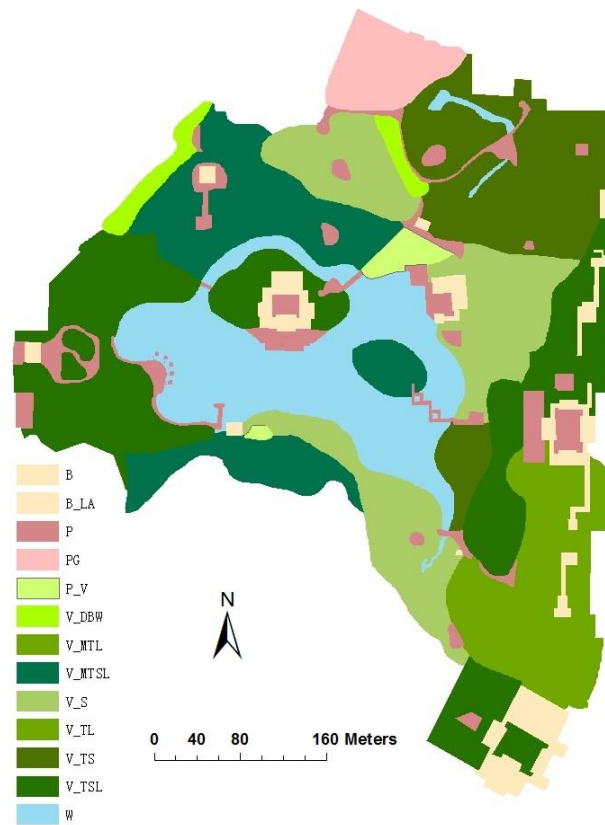 B
B_LA
P
PG
P_V
V_DBW
V_MTL
V_MTSL
V_S
V_TL
V_TS
V_TSL
W
N
0 40 80 160 Meters